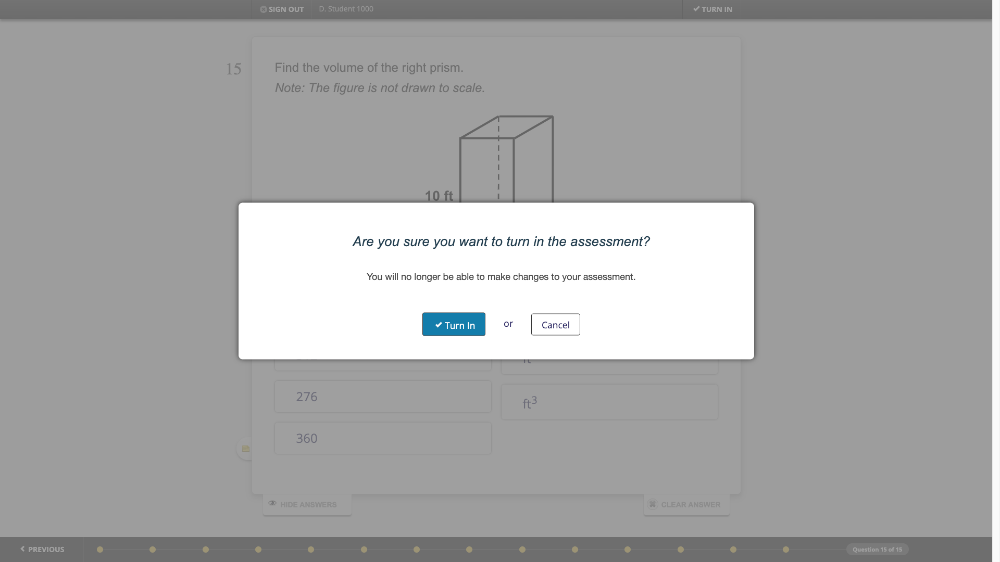 SIGN OUT
D. Student 1000
TURN IN
15
Find the volume of the right prism.
Note: The figure is not drawn to scale.
10 ft
Are you sure you want to turn in the assessment?
You will no longer be able to make changes to your assessment.
Turn In
or
Cancel
276
ft3
360
HIDE ANSWERS
CLEAR ANSWER
PREVIOUS
Question 15 of 15